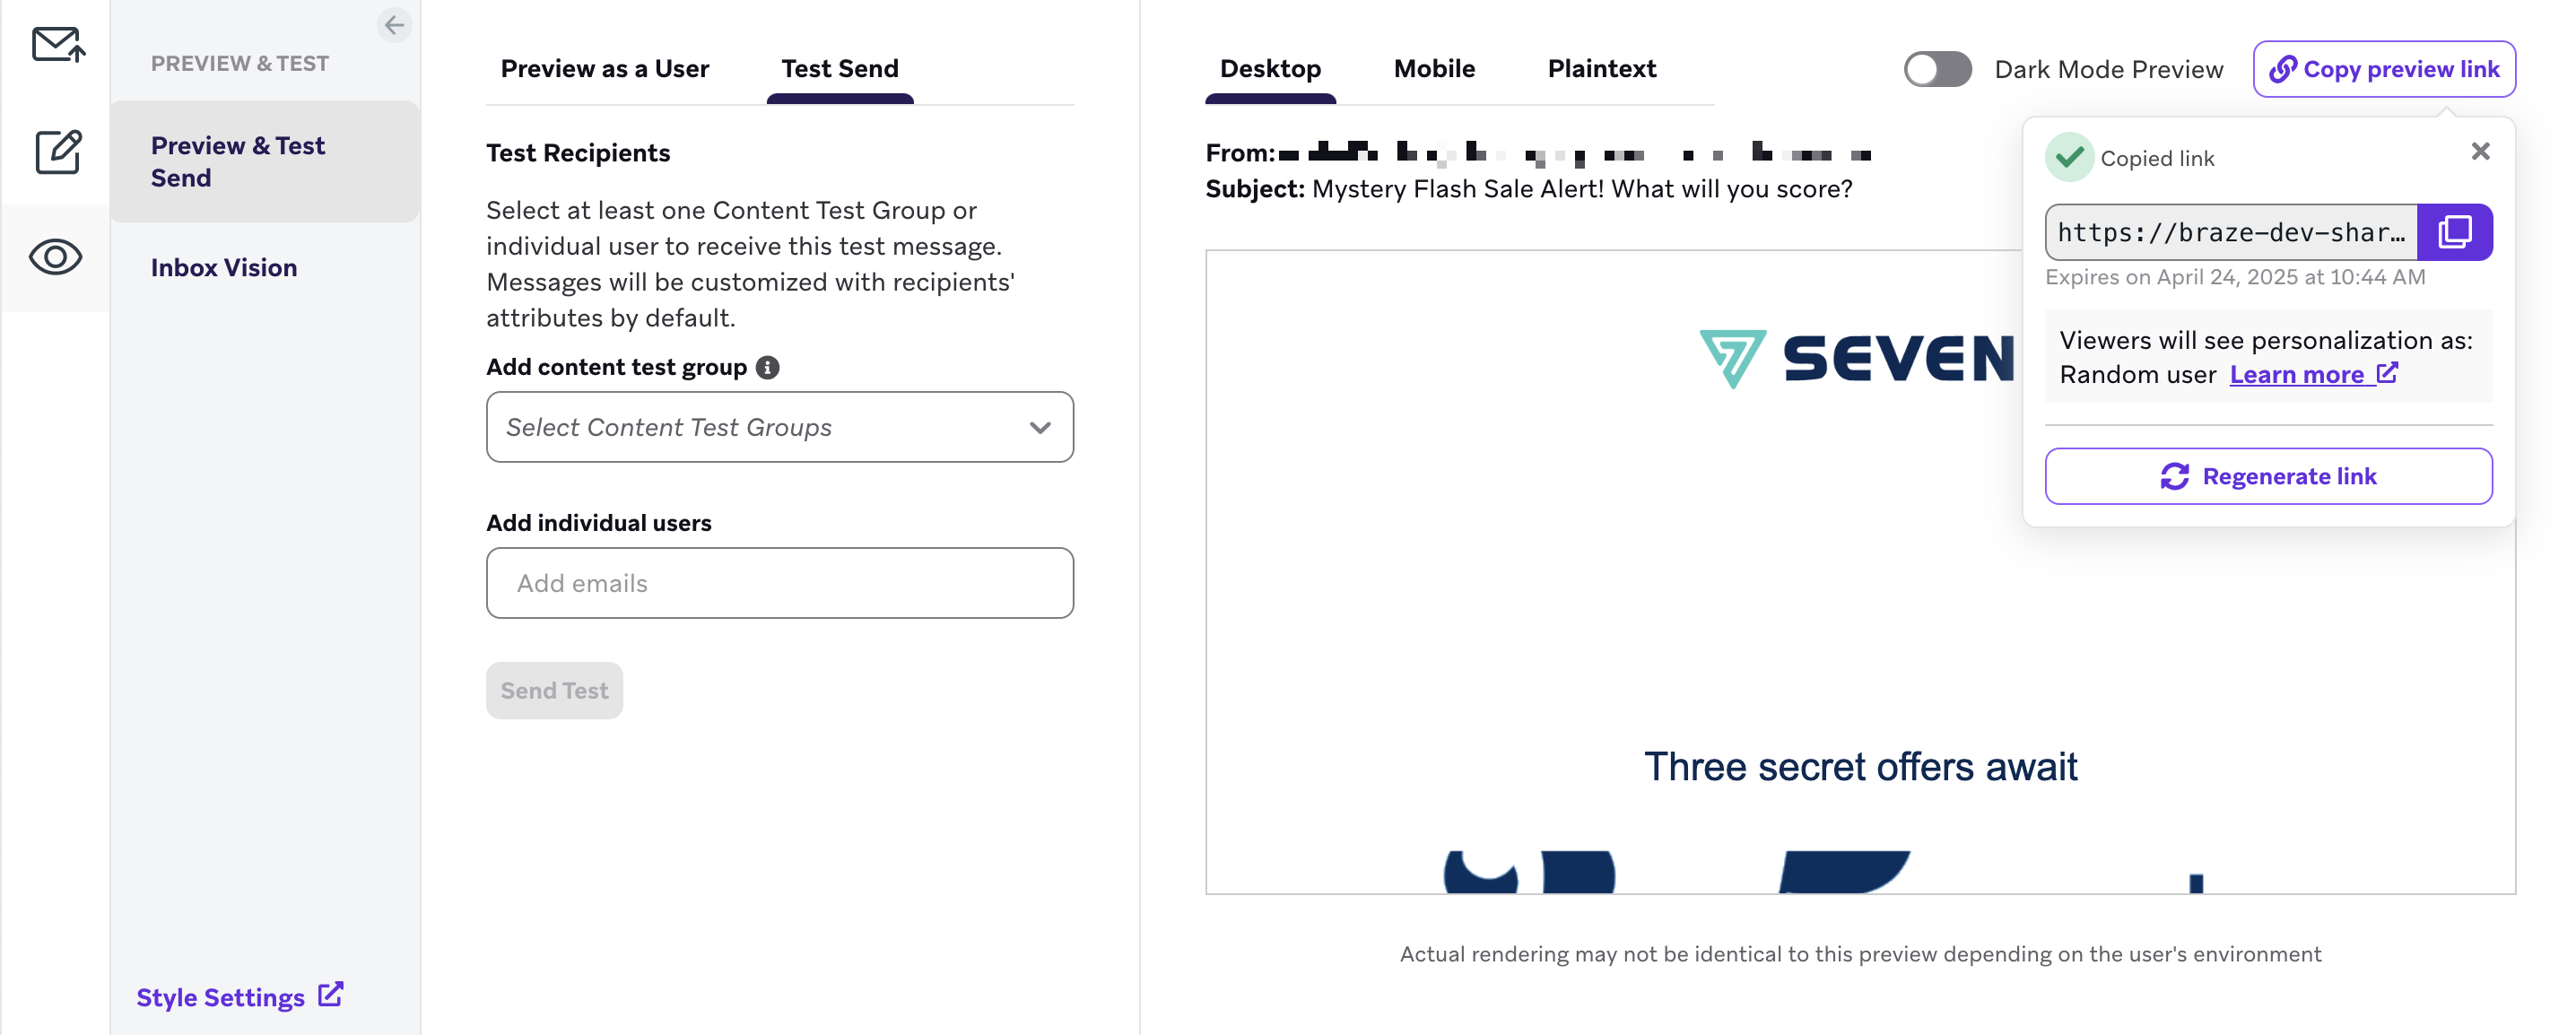 PREVIEW & TEST
Preview & Test
Send
Inbox Vision
Style Settings
Preview as a User
Test Send
Test Recipients
Select at least one Content Test Group or
individual user to receive this test message.
Messages will be customized with recipients'
attributes by default.
Add content test group
Select Content Test Groups
Add individual users
Add emails
Send Test
Desktop
Mobile
Plaintext
Dark Mode Preview
Copy preview link
From:
Subject: Mystery Flash Sale Alert! What will you score?
Copied link
https://braze-dev-shar…
Expires on April 24, 2025 at 10:44 AM
Viewers will see personalization as:
Random user Learn more
Regenerate link
SEVEN
Three secret offers await
Actual rendering may not be identical to this preview depending on the user's environment